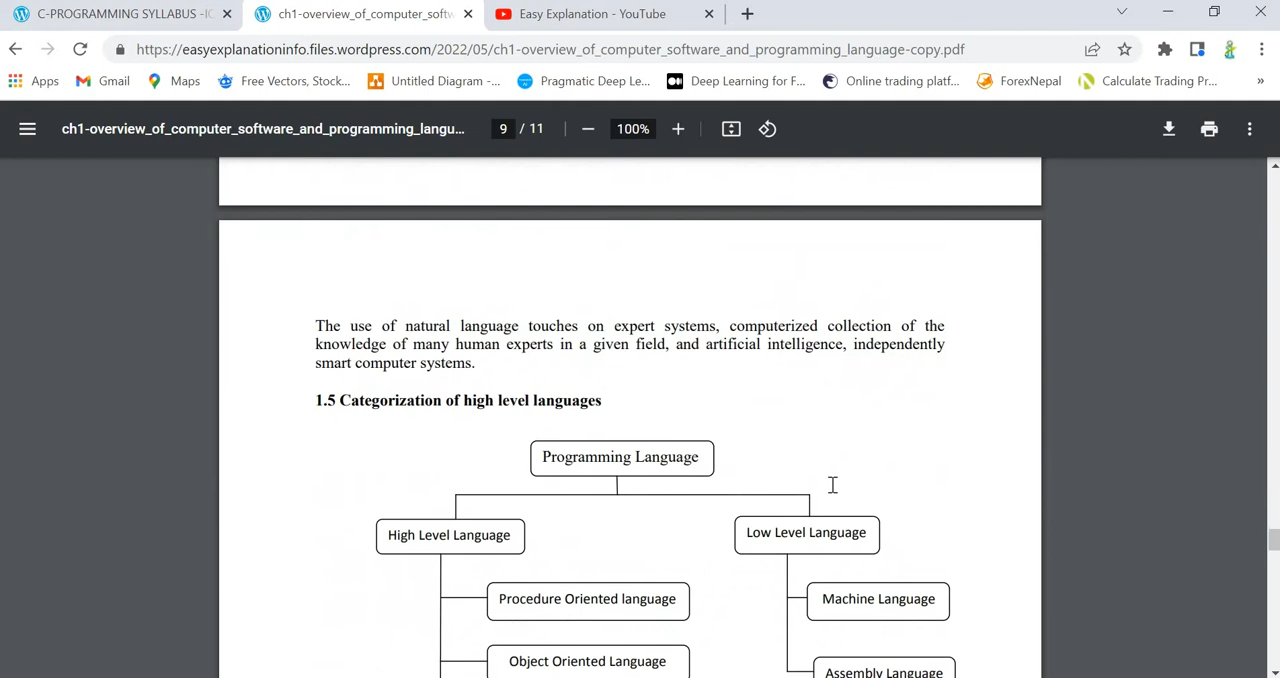 C-PROGRAMMING SYLLABUS -IO
ch1-overview_of_computer_softw
Easy Explanation - YouTube
https://easyexplanationinfo.files.wordpress.com/2022/05/ch1-overview_of_computer_software_and_programming_language-copy.pdf
Apps
Gmail
Maps
Free Vectors, Stock...
Untitled Diagram -...
Pragmatic Deep Le...
Deep Learning for F...
Online trading platf...
ForexNepal
Calculate Trading Pr...
»
ch1-overview_of_computer_software_and_programming_langu...
9 / 11
100%
The use of natural language touches on expert systems, computerized collection of the
knowledge of many human experts in a given field, and artificial intelligence, independently
smart computer systems.
1.5 Categorization of high level languages
Programming Language
High Level Language
Low Level Language
Procedure Oriented language
Machine Language
Object Oriented Language
Assembly Language